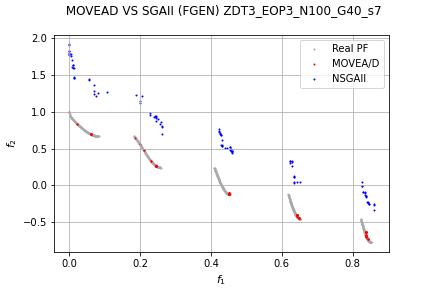 MOVEAD VS SGAII (FGEN) ZDT3_EOP3_N100_G40_s7
Real PF
MOVEA/D
NSGAII
2.0
1.5
1.0
0.5
0.0
−0.5
f2
0.0 0.2 0.4 0.6 0.8
f1